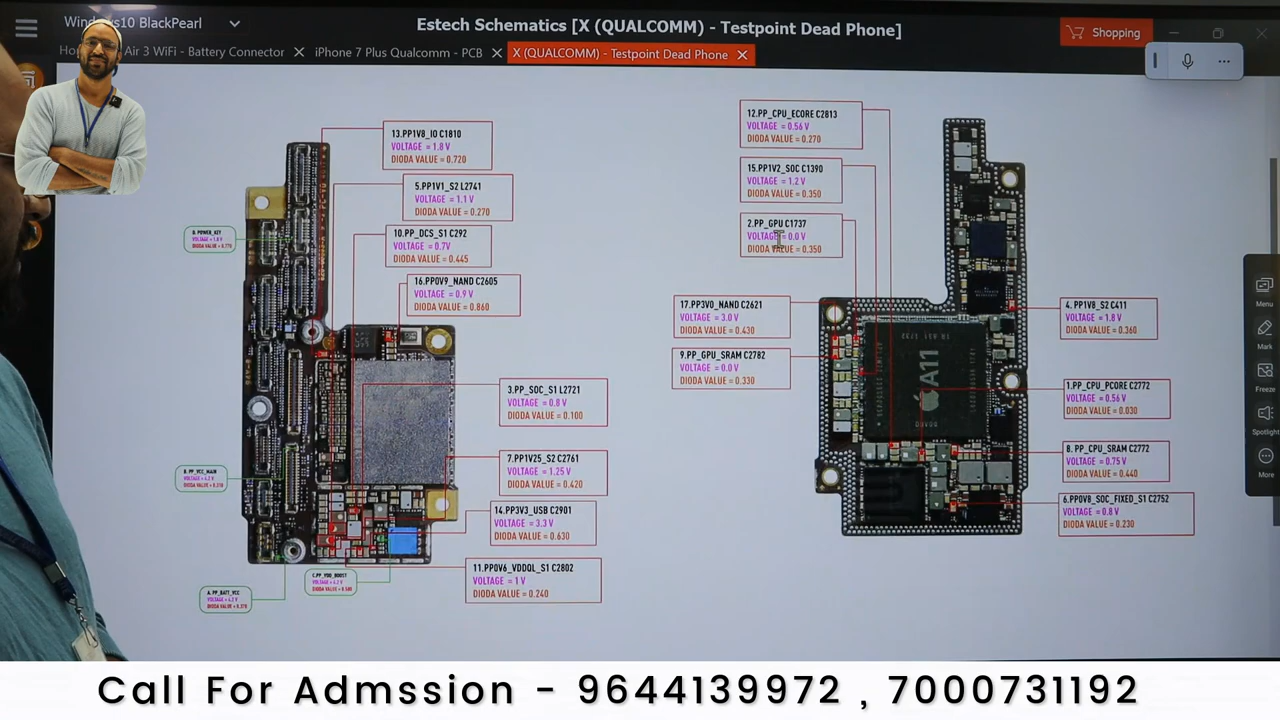 Windows10 BlackPearl
Estech Schematics [X (QUALCOMM) - Testpoint Dead Phone]
Shopping
Air 3 WiFi - Battery Connector
iPhone 7 Plus Qualcomm - PCB
X (QUALCOMM) - Testpoint Dead Phone
13.PP1V8_IO C1810
VOLTAGE = 1.8 V
DIODA VALUE = 0.720
5.PP1V1_S2 L2741
VOLTAGE = 1.1 V
DIODA VALUE = 0.270
10.PP_DCS_S1 C292
VOLTAGE = 0.7V
DIODA VALUE = 0.445
16.PP0V9_NAND C2605
VOLTAGE = 0.9 V
DIODA VALUE = 0.860
3.PP_SOC_S1 L2721
VOLTAGE = 0.8 V
DIODA VALUE = 0.100
7.PP1V25_S2 C2761
VOLTAGE = 1.25 V
DIODA VALUE = 0.420
14.PP3V3_USB C2901
VOLTAGE = 3.3 V
DIODA VALUE = 0.630
11.PP0V6_VDDQL_S1 C2802
VOLTAGE = 1 V
DIODA VALUE = 0.240
D. POWER_KEY
B. PP_VCC_MAIN
A. PP_BATT_VCC
C.PP_VDD_BOOST
12.PP_CPU_ECORE C2813
VOLTAGE = 0.56 V
DIODA VALUE = 0.270
15.PP1V2_SOC C1390
VOLTAGE = 1.2 V
DIODA VALUE = 0.350
2.PP_GPU C1737
VOLTAGE = 0.0 V
DIODA VALUE = 0.350
17.PP3V0_NAND C2621
VOLTAGE = 3.0 V
DIODA VALUE = 0.430
9.PP_GPU_SRAM C2782
VOLTAGE = 0.0 V
DIODA VALUE = 0.330
4.PP1V8_S2 C411
VOLTAGE = 1.8 V
DIODA VALUE = 0.360
1.PP_CPU_PCORE C2772
VOLTAGE = 0.56 V
DIODA VALUE = 0.030
8. PP_CPU_SRAM C2772
VOLTAGE = 0.75 V
DIODA VALUE = 0.440
6.PP0V8_SOC_FIXED_S1 C2752
VOLTAGE = 0.8 V
DIODA VALUE = 0.230
A11
Menu
Mark
Freeze
Spotlight
More
Call For Admssion - 9644139972 , 7000731192